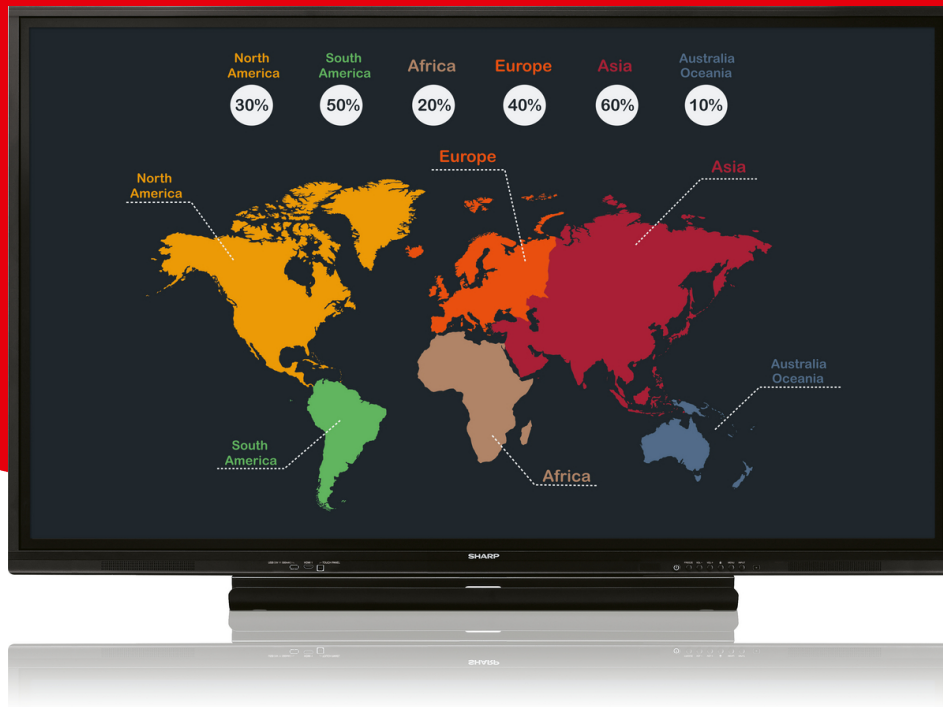 North
America
South
America
Africa
Europe
Asia
Australia
Oceania
30%
50%
20%
40%
60%
10%
Europe
Asia
North
America
Australia
Oceania
South
America
Africa
SHARP